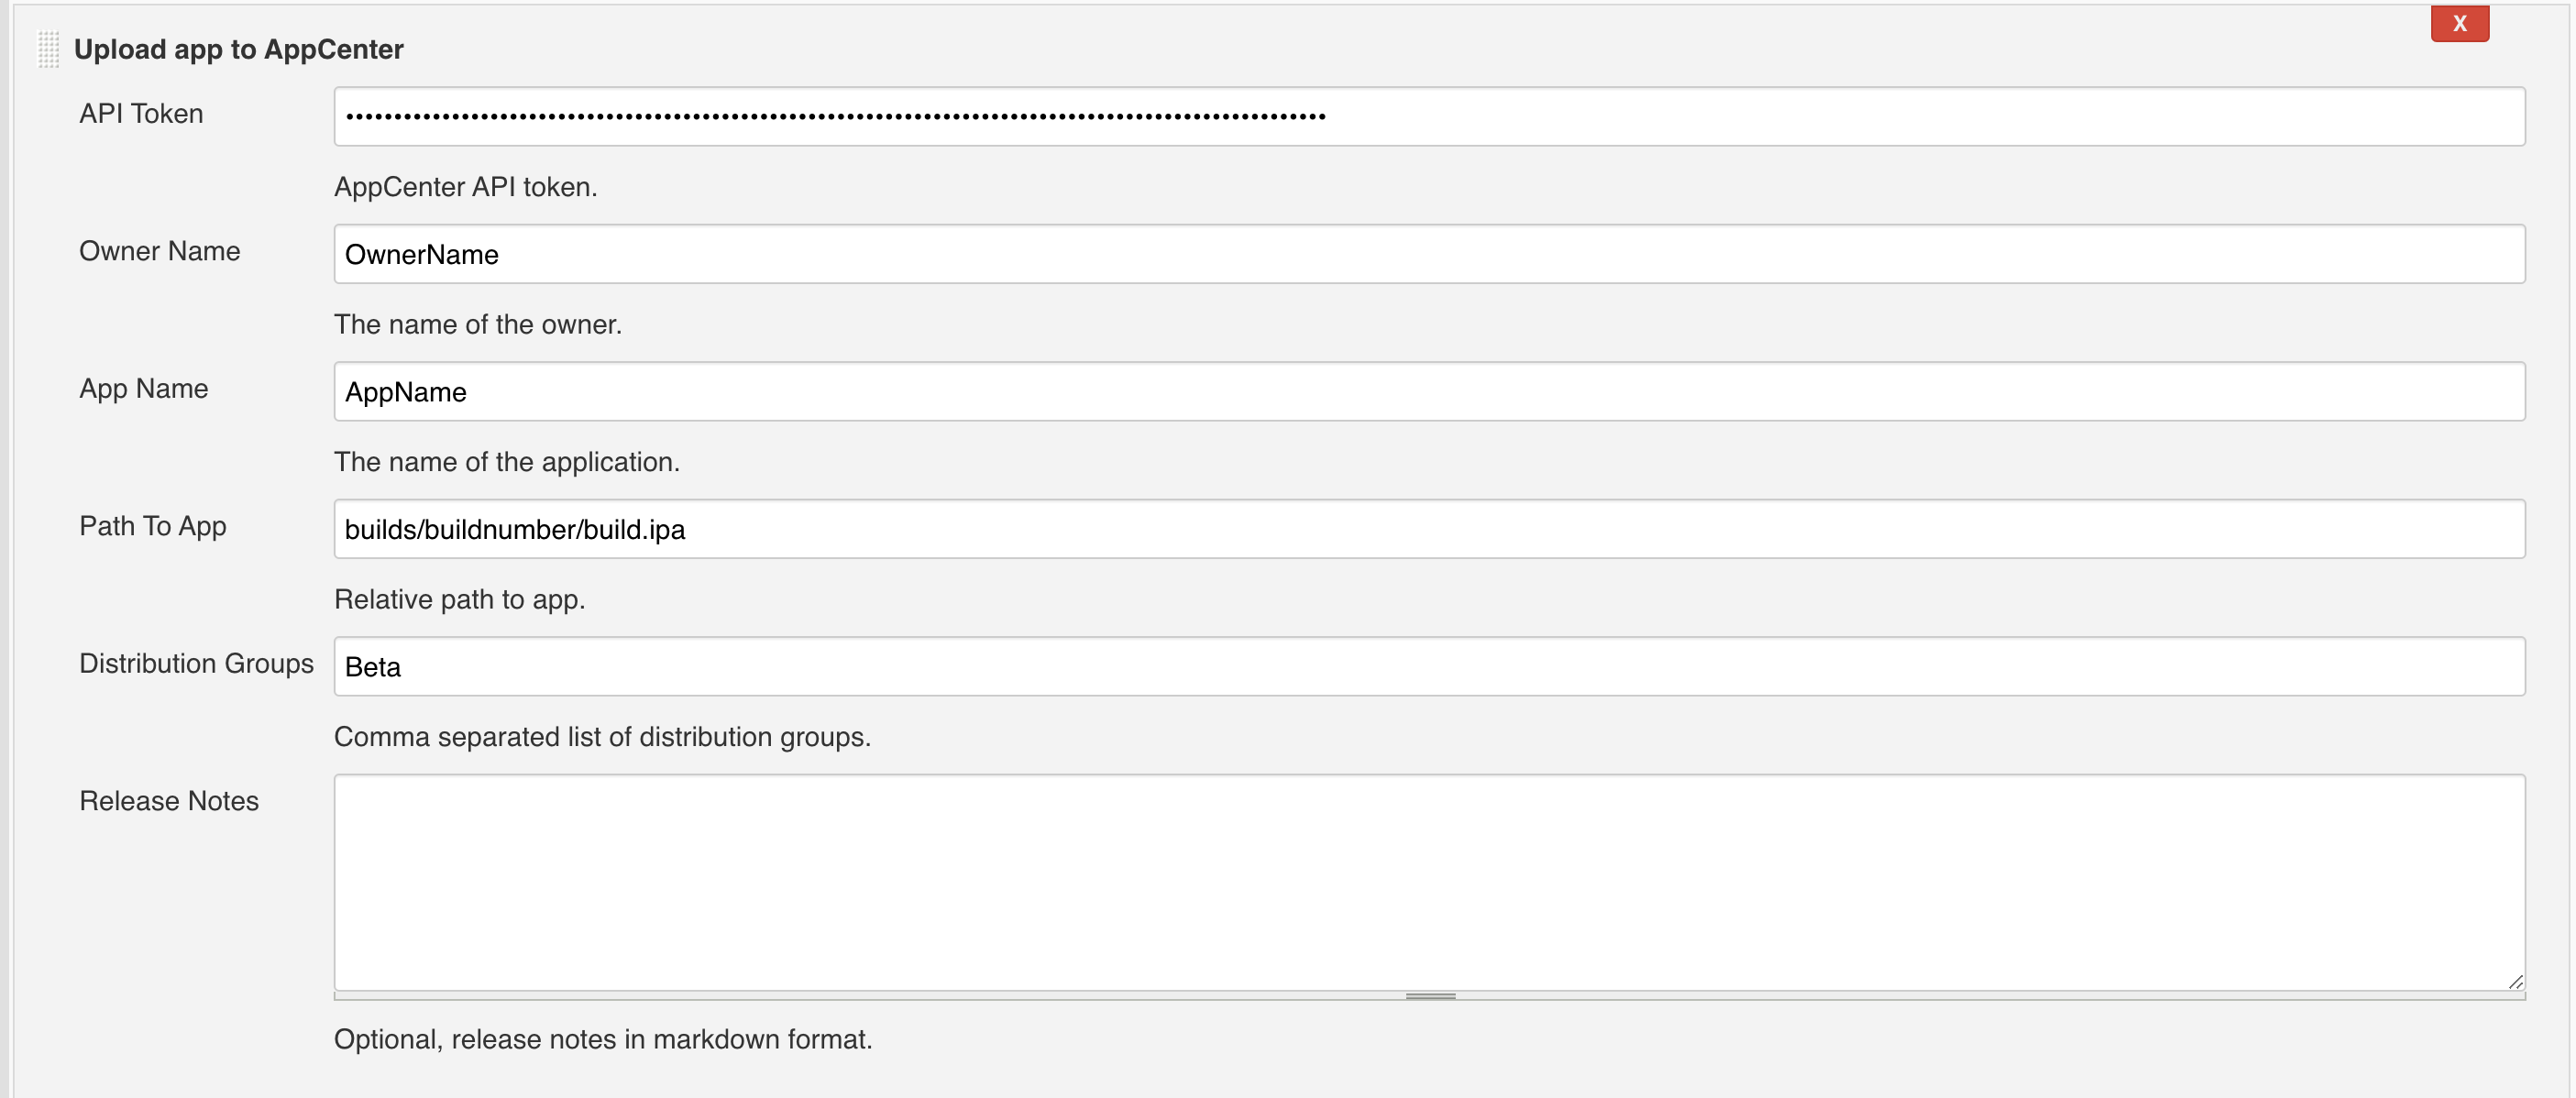 X
Upload app to AppCenter
API Token
AppCenter API token.
Owner Name OwnerName
The name of the owner.
App Name AppName
The name of the application.
Path To App builds/buildnumber/build.ipa
Relative path to app.
Distribution Groups Beta
Comma separated list of distribution groups.
Release Notes
Optional, release notes in markdown format.